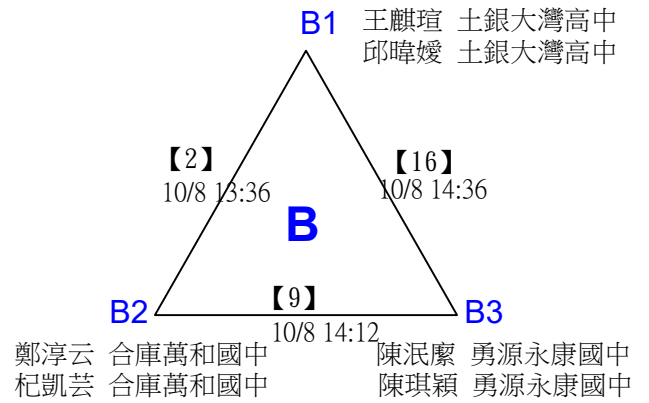 B1 王麒瑄 土銀大灣高中
邱暐嬡 土銀大灣高中
【2】
10/8 13:36
【16】
10/8 14:36
B
【9】
10/8 14:12
B2
B3
鄭淳云 合庫萬和國中
杞凱芸 合庫萬和國中
陳泯縻 勇源永康國中
陳琪穎 勇源永康國中